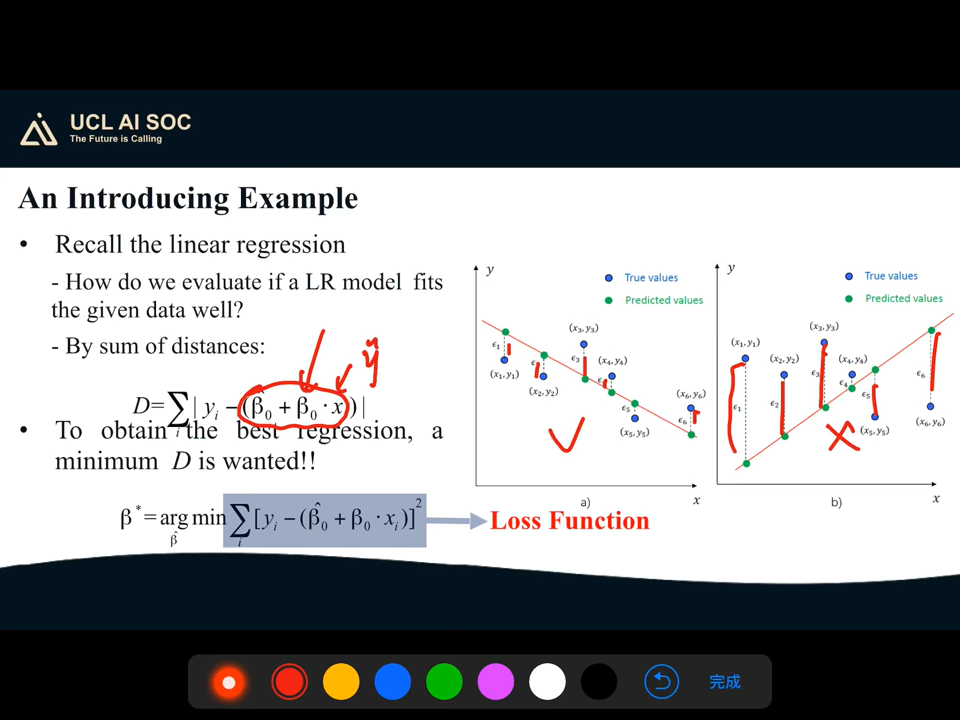 UCL AI SOC
The Future is Calling
An Introducing Example
• Recall the linear regression
- How do we evaluate if a LR model fits
the given data well?
- By sum of distances:
ŷ
D=∑| yᵢ −(β̂₀ + β₀ · x)|
i
• To obtain the best regression, a
minimum D is wanted!!
β* = arg min ∑[yᵢ − (β̂₀ + β₀ · xᵢ)]²
β̂
i
Loss Function
y
True values
Predicted values
(x₃, y₃)
ϵ₁
ϵ₃
(x₁, y₁)
(x₄, y₄)
(x₂, y₂)
(x₆, y₆)
ϵ₅
ϵ₆
(x₅, y₅)
a)
x
y
True values
Predicted values
(x₃, y₃)
(x₁, y₁)
(x₂, y₂)
(x₄, y₄)
ϵ₃
ϵ₄
ϵ₆
ϵ₅
ϵ₁
ϵ₂
(x₆, y₆)
(x₅, y₅)
b)
x
完成